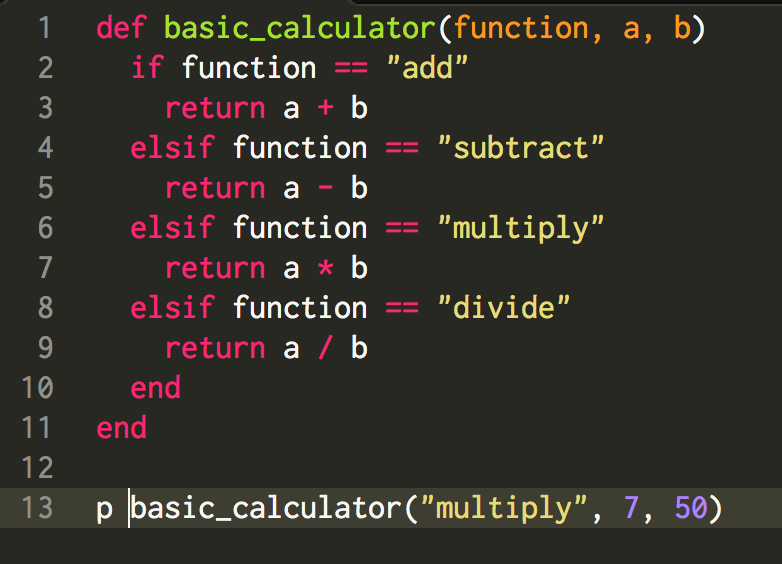 1 def basic_calculator(function, a, b)
2   if function == "add"
3     return a + b
4   elsif function == "subtract"
5     return a - b
6   elsif function == "multiply"
7     return a * b
8   elsif function == "divide"
9     return a / b
10   end
11 end
12
13 p basic_calculator("multiply", 7, 50)